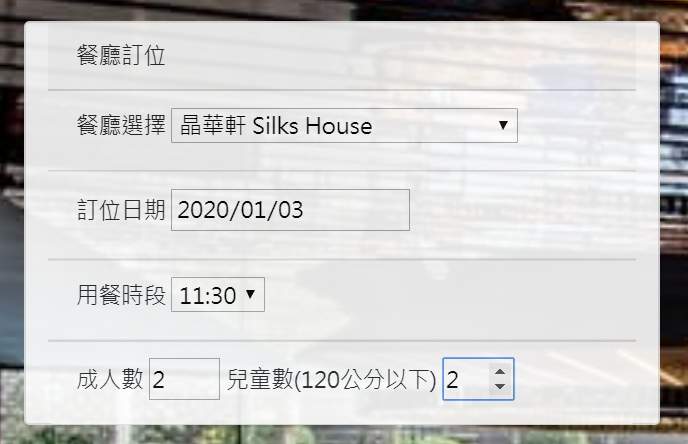 餐廳訂位
餐廳選擇 晶華軒 Silks House
訂位日期 2020/01/03
用餐時段 11:30
成人數 2 兒童數(120公分以下) 2